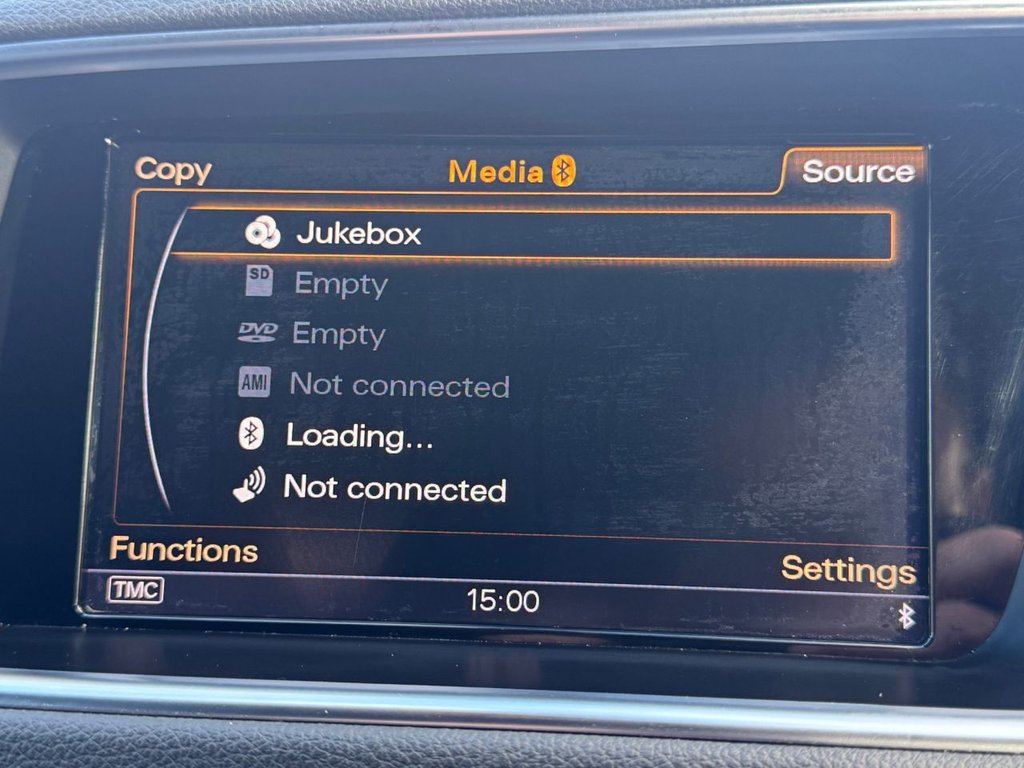 Copy Media Source
Jukebox
SD Empty
DVD Empty
AMI Not connected
Loading...
Not connected
Functions Settings
TMC 15:00